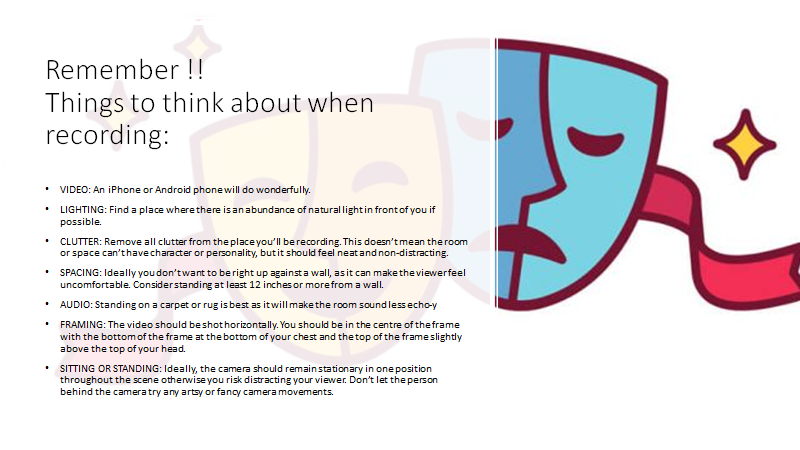 Remember !!
Things to think about when
recording:
• VIDEO: An iPhone or Android phone will do wonderfully.
• LIGHTING: Find a place where there is an abundance of natural light in front of you if
possible.
• CLUTTER: Remove all clutter from the place you'll be recording. This doesn't mean the room
or space can't have character or personality, but it should feel neat and non-distracting.
• SPACING: Ideally you don't want to be right up against a wall, as it can make the viewer feel
uncomfortable. Consider standing at least 12 inches or more from a wall.
• AUDIO: Standing on a carpet or rug is best as it will make the room sound less echo-y
• FRAMING: The video should be shot horizontally. You should be in the centre of the frame
with the bottom of the frame at the bottom of your chest and the top of the frame slightly
above the top of your head.
• SITTING OR STANDING: Ideally, the camera should remain stationary in one position
throughout the scene otherwise you risk distracting your viewer. Don't let the person
behind the camera try any artsy or fancy camera movements.